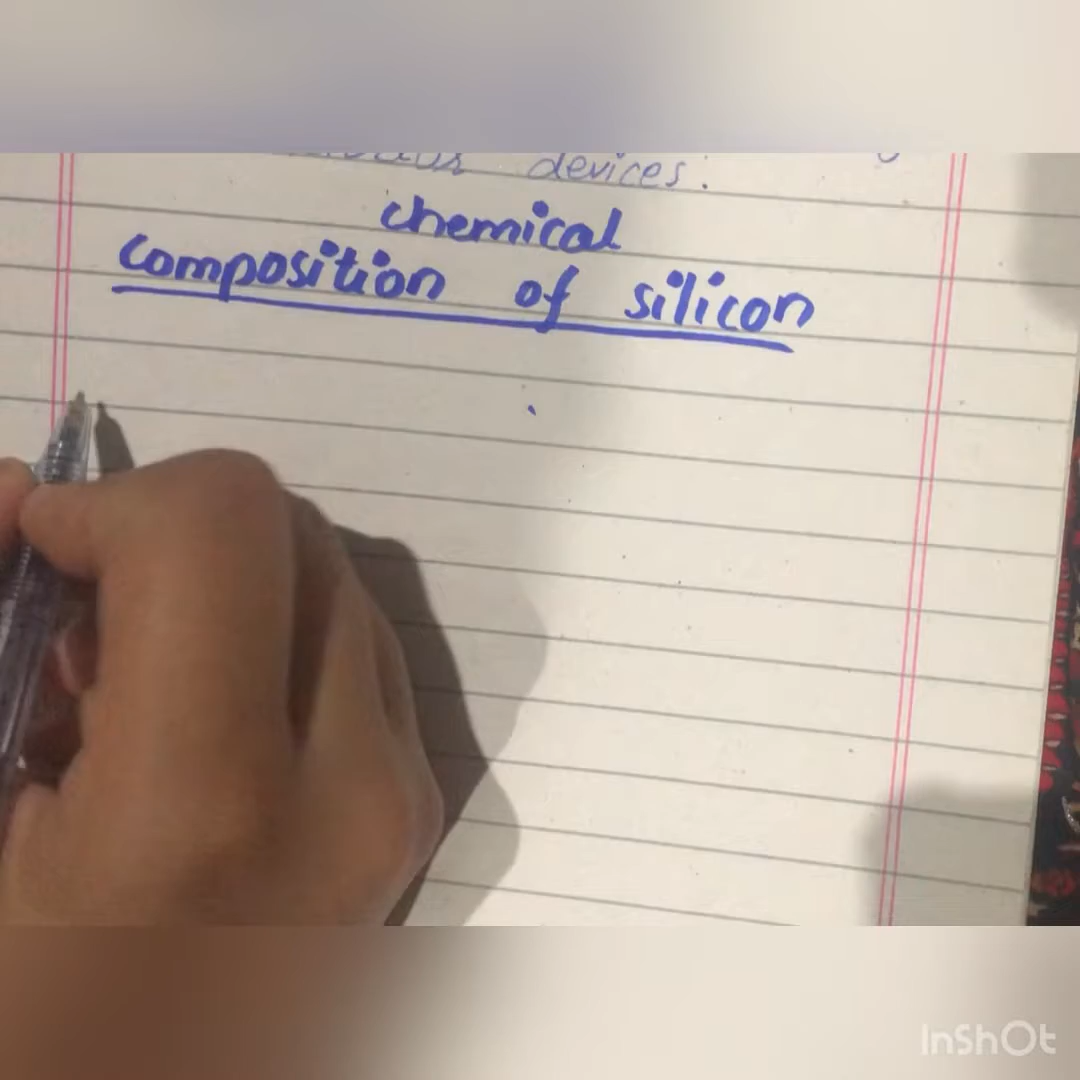 devices.
chemical
composition of silicon
InShOt